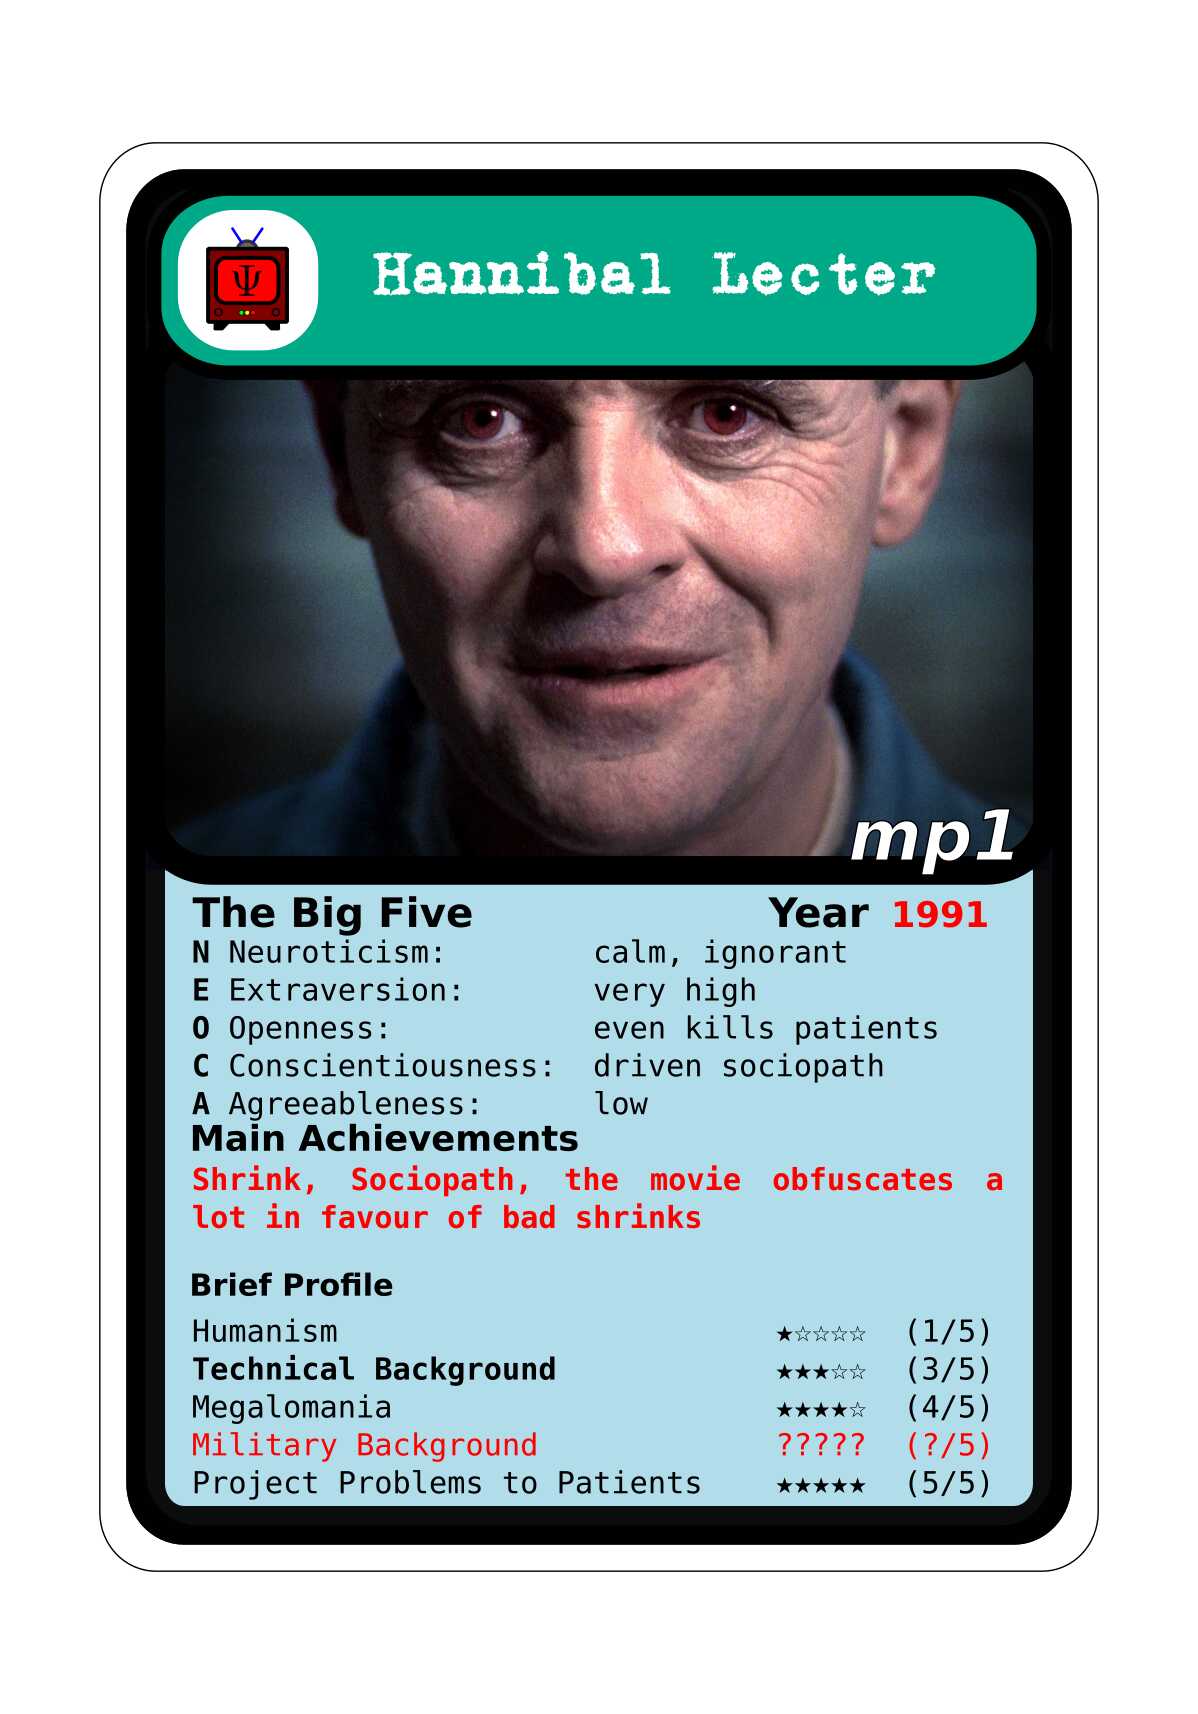 Ψ
Hannibal Lecter
mp1
The Big Five Year 1991
N Neuroticism: calm, ignorant
E Extraversion: very high
O Openness: even kills patients
C Conscientiousness: driven sociopath
A Agreeableness: low
Main Achievements
Shrink, Sociopath, the movie obfuscates a
lot in favour of bad shrinks
Brief Profile
Humanism ★☆☆☆☆ (1/5)
Technical Background ★★★☆☆ (3/5)
Megalomania ★★★★☆ (4/5)
Military Background ????? (?/5)
Project Problems to Patients ★★★★★ (5/5)